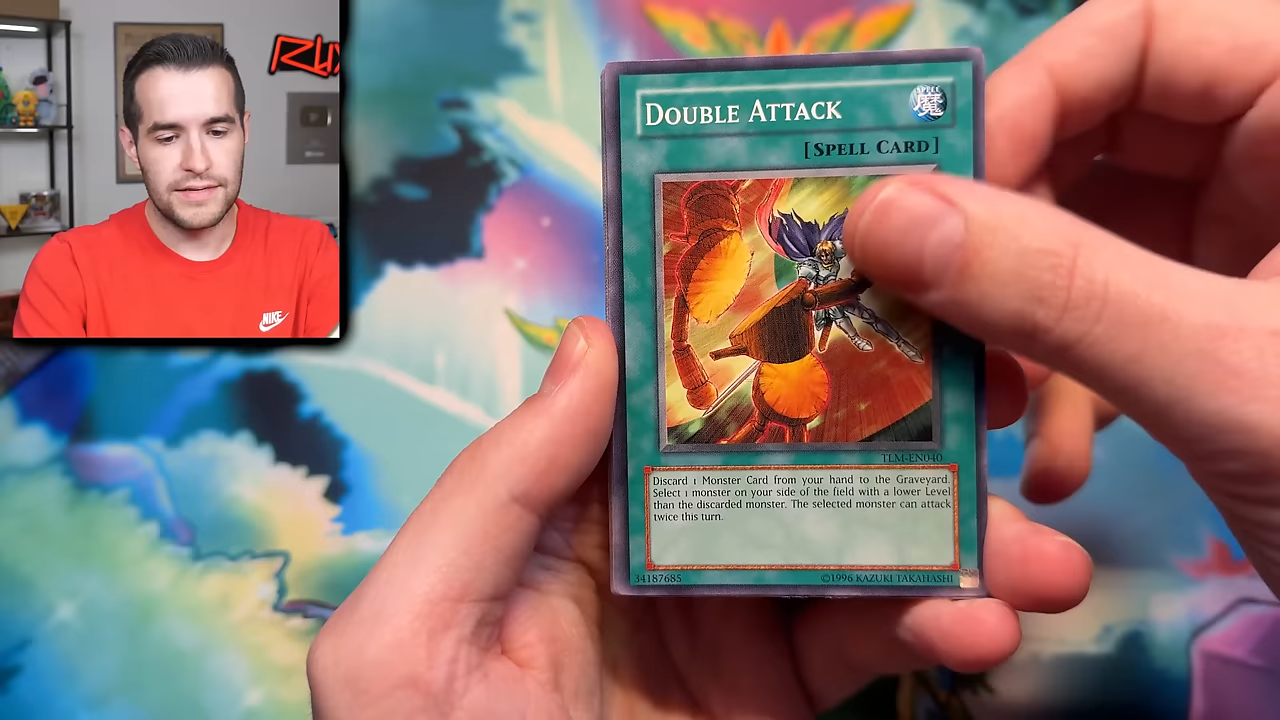 NIKE
DOUBLE ATTACK
SPELL
魔
[SPELL CARD]
TLM-EN040
Discard 1 Monster Card from your hand to the Graveyard.
Select 1 monster on your side of the field with a lower Level
than the discarded monster. The selected monster can attack
twice this turn.
34187685
©1996 KAZUKI TAKAHASHI